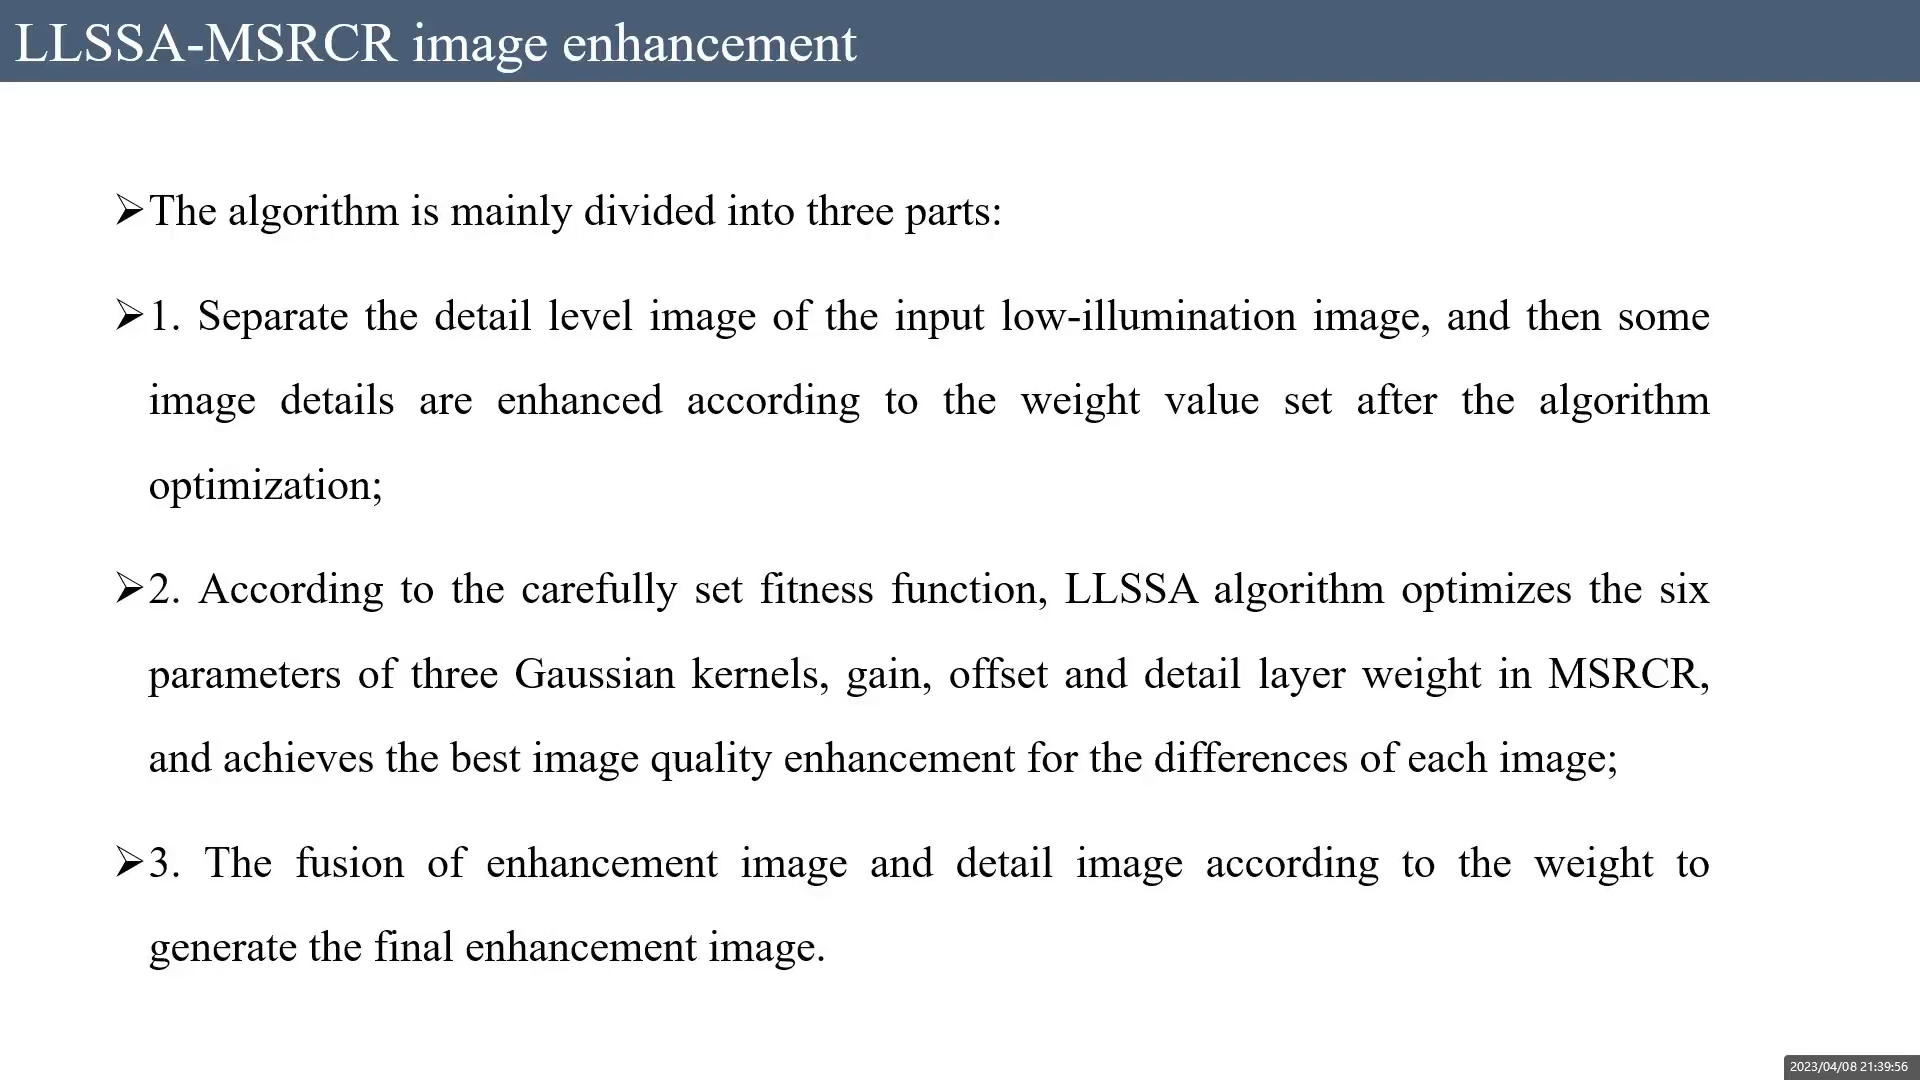 LLSSA-MSRCR image enhancement
➢The algorithm is mainly divided into three parts:
➢1. Separate the detail level image of the input low-illumination image, and then some
image details are enhanced according to the weight value set after the algorithm
optimization;
➢2. According to the carefully set fitness function, LLSSA algorithm optimizes the six
parameters of three Gaussian kernels, gain, offset and detail layer weight in MSRCR,
and achieves the best image quality enhancement for the differences of each image;
➢3. The fusion of enhancement image and detail image according to the weight to
generate the final enhancement image.
2023/04/08 21:39:56